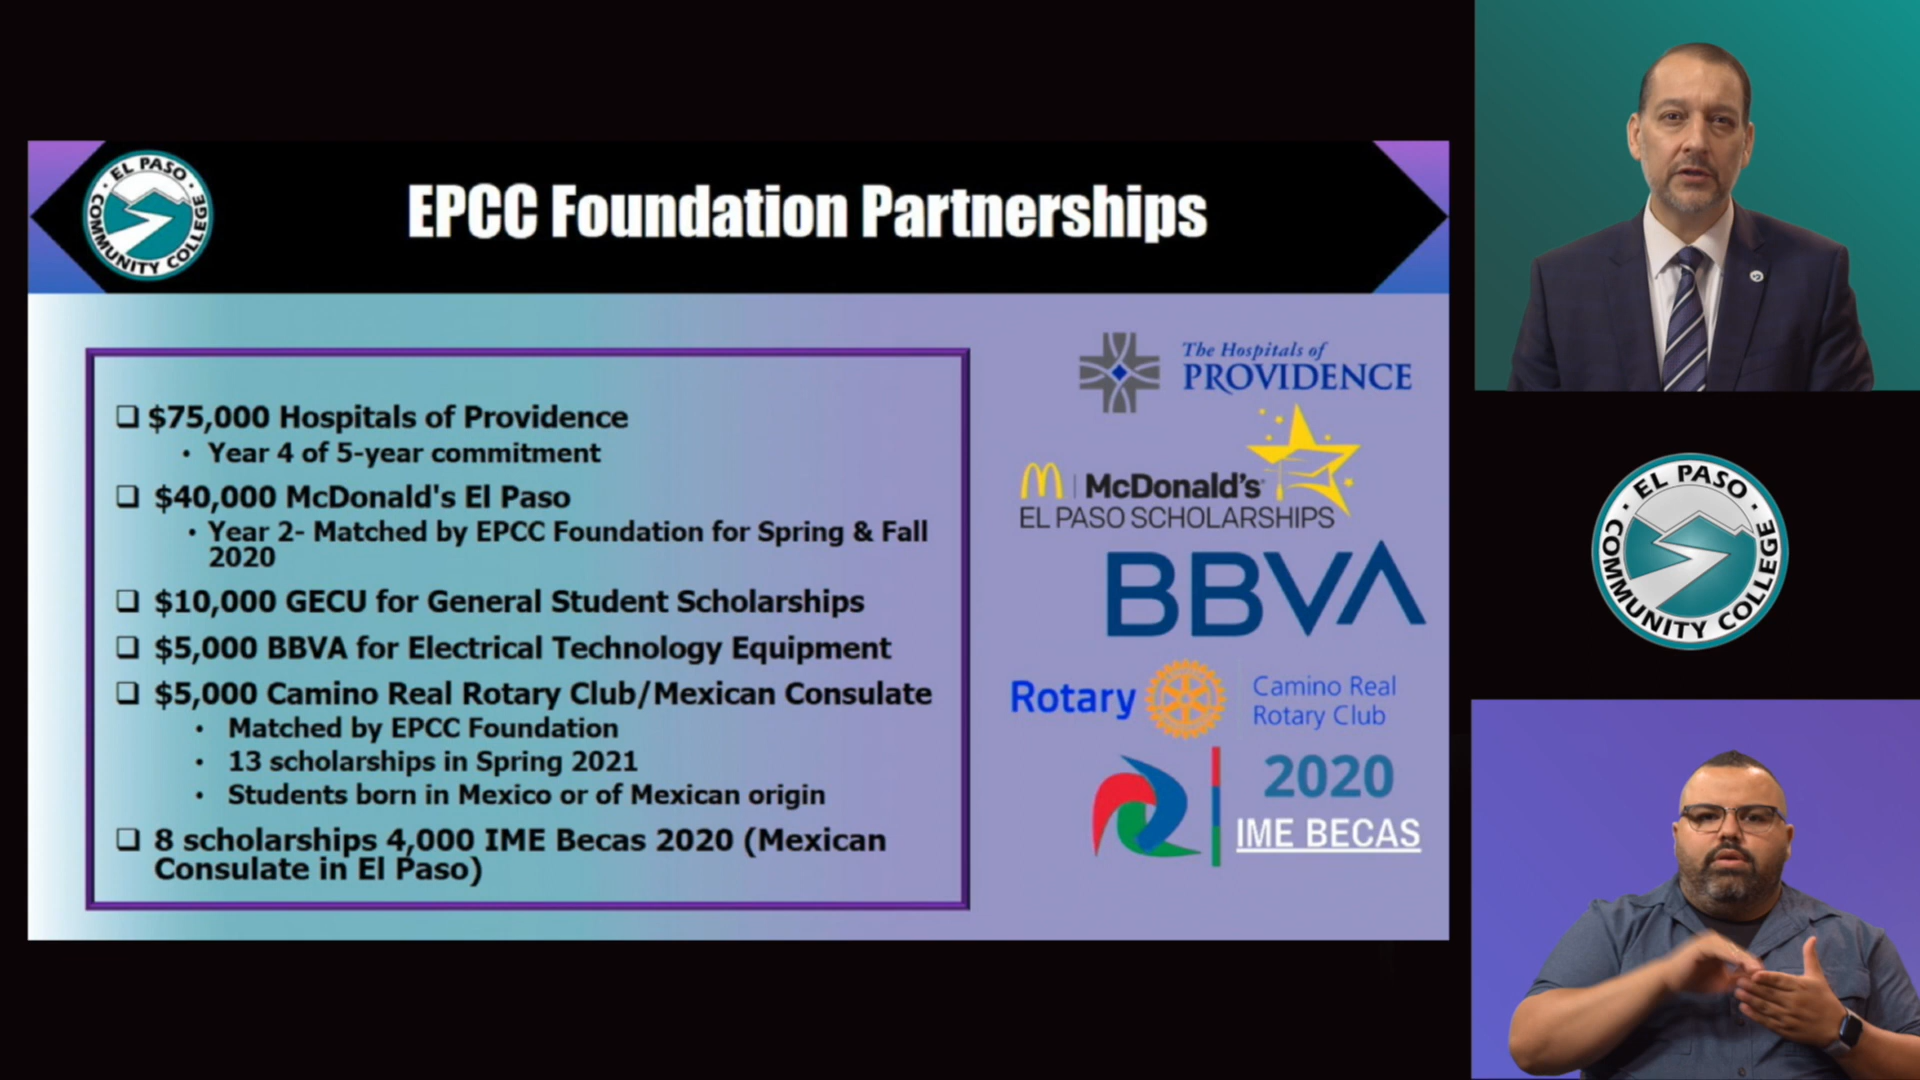 EL PASO
COMMUNITY COLLEGE
EPCC Foundation Partnerships
$75,000 Hospitals of Providence
• Year 4 of 5-year commitment
$40,000 McDonald's El Paso
• Year 2- Matched by EPCC Foundation for Spring & Fall
2020
$10,000 GECU for General Student Scholarships
$5,000 BBVA for Electrical Technology Equipment
$5,000 Camino Real Rotary Club/Mexican Consulate
• Matched by EPCC Foundation
• 13 scholarships in Spring 2021
• Students born in Mexico or of Mexican origin
8 scholarships 4,000 IME Becas 2020 (Mexican
Consulate in El Paso)
The Hospitals of
PROVIDENCE
McDonald's
EL PASO SCHOLARSHIPS
BBVA
Rotary
Camino Real
Rotary Club
2020
IME BECAS
EL PASO
COMMUNITY COLLEGE